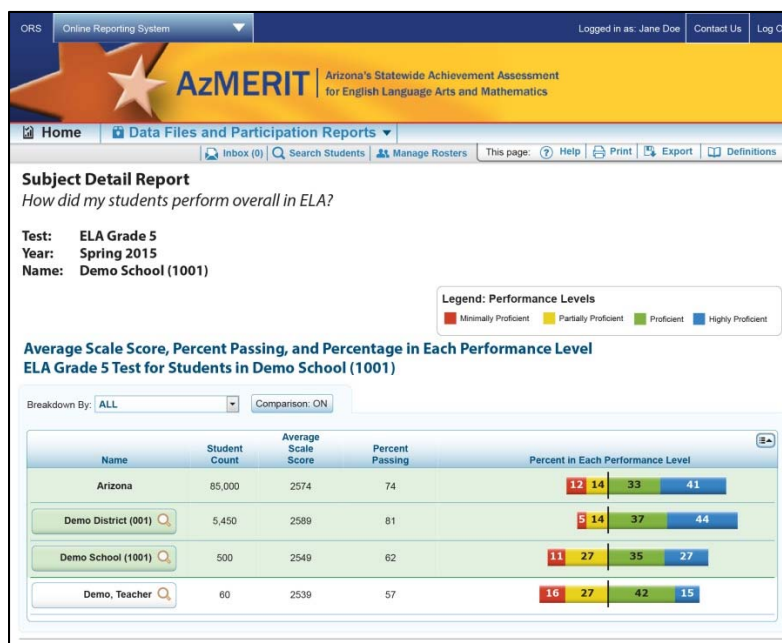 ORS Online Reporting System Logged in as: Jane Doe Contact Us Log O
AzMERIT Arizona's Statewide Achievement Assessment
for English Language Arts and Mathematics
Home Data Files and Participation Reports
Inbox (0) Search Students Manage Rosters This page: Help Print Export Definitions
Subject Detail Report
How did my students perform overall in ELA?
Test: ELA Grade 5
Year: Spring 2015
Name: Demo School (1001)
Legend: Performance Levels
Minimally Proficient Partially Proficient Proficient Highly Proficient
Average Scale Score, Percent Passing, and Percentage in Each Performance Level
ELA Grade 5 Test for Students in Demo School (1001)
Breakdown By: ALL Comparison: ON
Name Student Count Average Scale Score Percent Passing Percent in Each Performance Level
Arizona 85,000 2574 74 12 14 33 41
Demo District (001) 5,450 2589 81 5 14 37 44
Demo School (1001) 500 2549 62 11 27 35 27
Demo, Teacher 60 2539 57 16 27 42 15